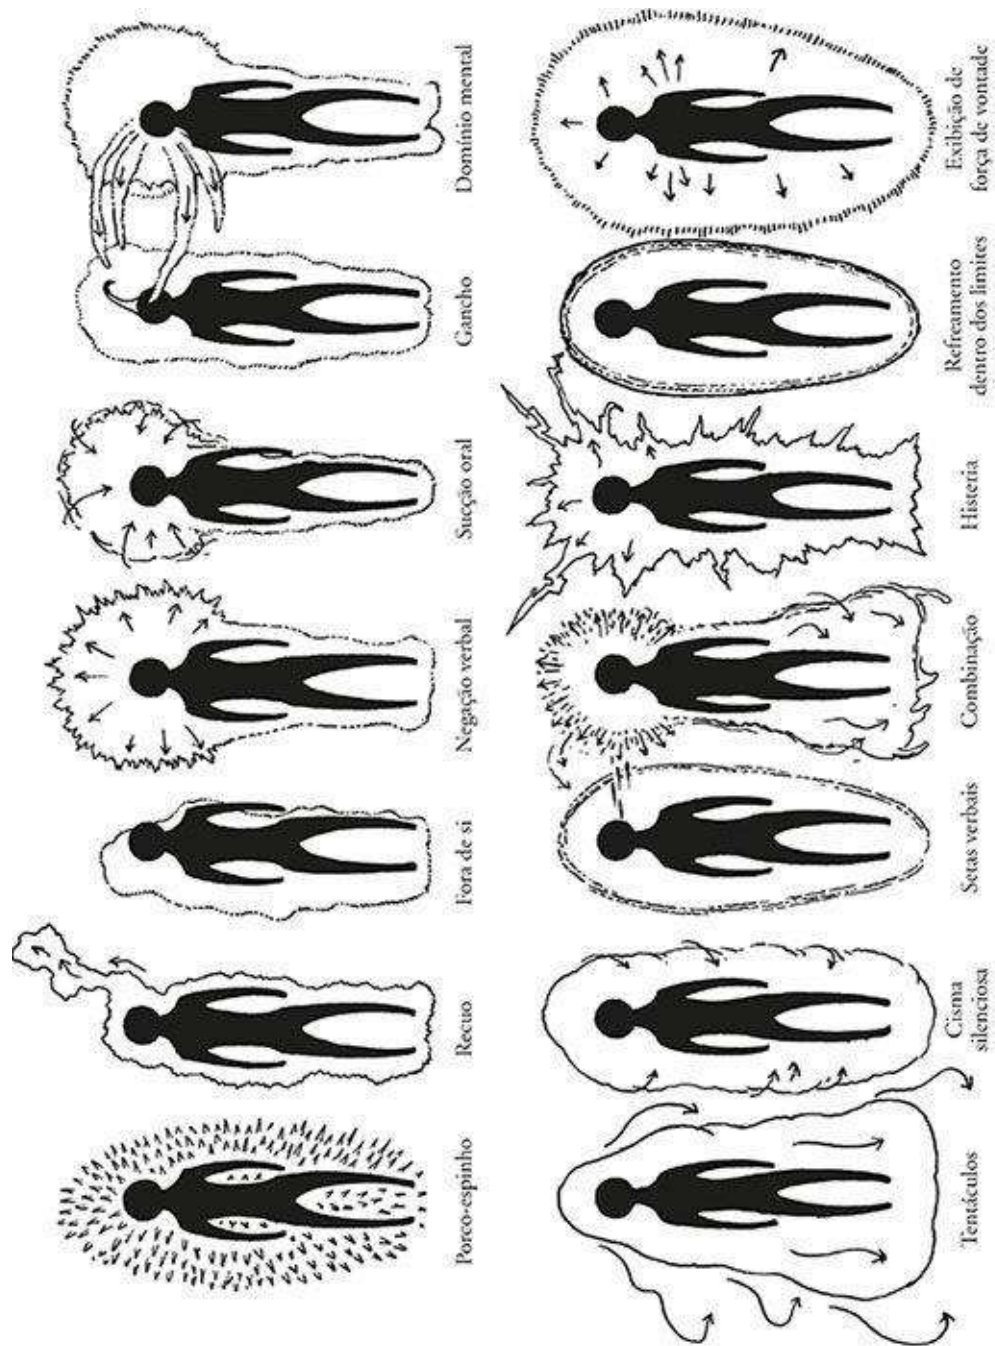 Porco-espinho
Recuo
Fora de si
Negação verbal
Sucção oral
Gancho
Domínio mental
Tentáculos
Cisma
silenciosa
Setas verbais
Combinação
Histeria
Refreamento
dentro dos limites
Exibição de
força de vontade